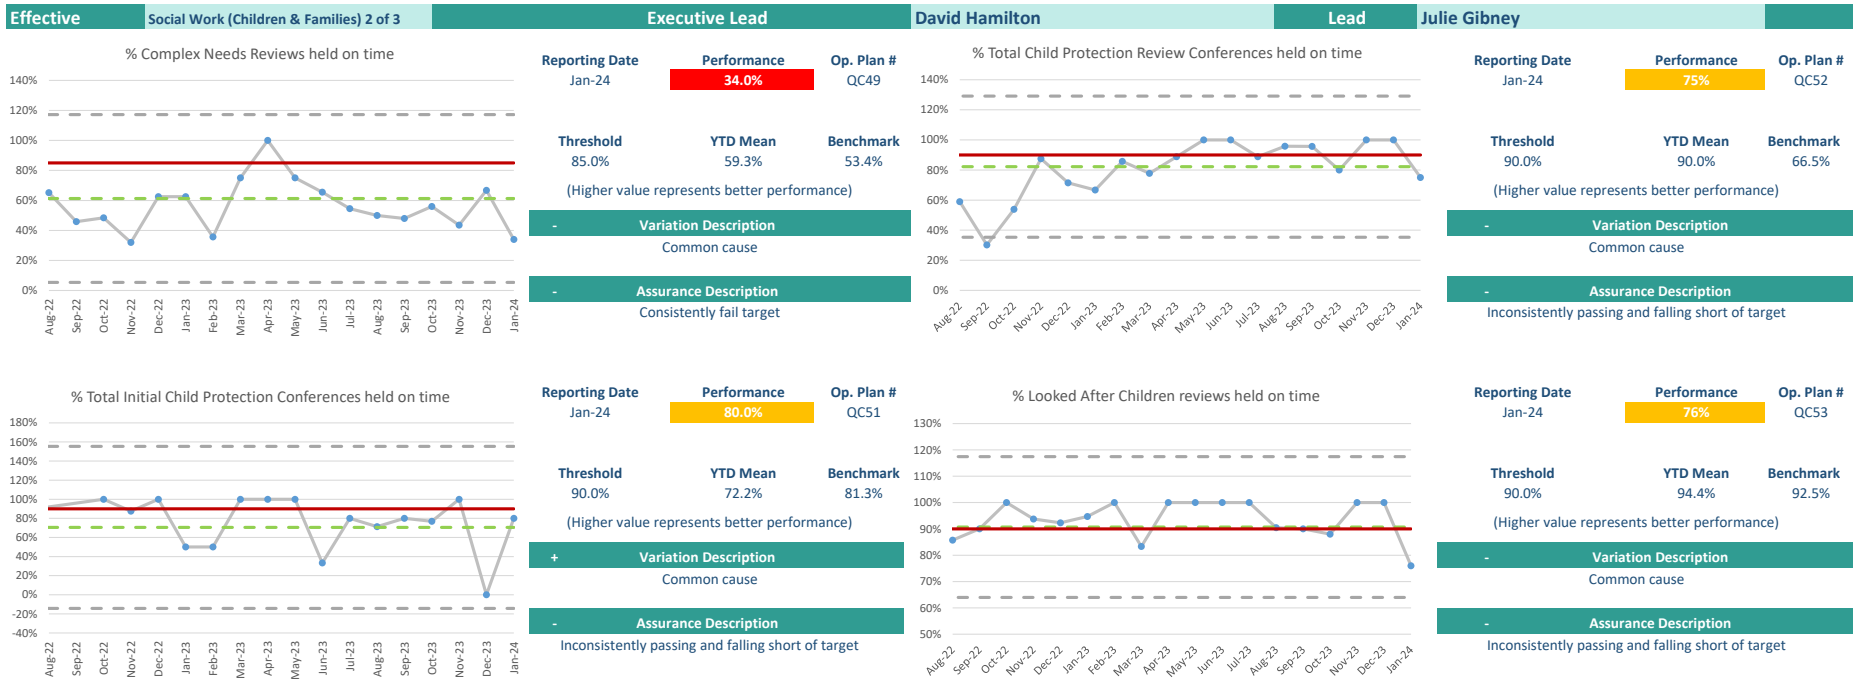 Effective Social Work (Children & Families) 2 of 3 Executive Lead David Hamilton Lead Julie Gibney
% Complex Needs Reviews held on time
140%
120%
100%
80%
60%
40%
20%
0%
Aug-22 Sep-22 Oct-22 Nov-22 Dec-22 Jan-23 Feb-23 Mar-23 Apr-23 May-23 Jun-23 Jul-23 Aug-23 Sep-23 Oct-23 Nov-23 Dec-23 Jan-24
Reporting Date Performance Op. Plan #
Jan-24 34.0% QC49
Threshold YTD Mean Benchmark
85.0% 59.3% 53.4%
(Higher value represents better performance)
- Variation Description
Common cause
- Assurance Description
Consistently fail target
% Total Child Protection Review Conferences held on time
140%
120%
100%
80%
60%
40%
20%
0%
Aug-22 Sep-22 Oct-22 Nov-22 Dec-22 Jan-23 Feb-23 Mar-23 Apr-23 May-23 Jun-23 Jul-23 Aug-23 Sep-23 Oct-23 Nov-23 Dec-23 Jan-24
Reporting Date Performance Op. Plan #
Jan-24 75% QC52
Threshold YTD Mean Benchmark
90.0% 90.0% 66.5%
(Higher value represents better performance)
- Variation Description
Common cause
- Assurance Description
Inconsistently passing and falling short of target
% Total Initial Child Protection Conferences held on time
180%
160%
140%
120%
100%
80%
60%
40%
20%
0%
-20%
-40%
Aug-22 Sep-22 Oct-22 Nov-22 Dec-22 Jan-23 Feb-23 Mar-23 Apr-23 May-23 Jun-23 Jul-23 Aug-23 Sep-23 Oct-23 Nov-23 Dec-23 Jan-24
Reporting Date Performance Op. Plan #
Jan-24 80.0% QC51
Threshold YTD Mean Benchmark
90.0% 72.2% 81.3%
(Higher value represents better performance)
+ Variation Description
Common cause
- Assurance Description
Inconsistently passing and falling short of target
% Looked After Children reviews held on time
130%
120%
110%
100%
90%
80%
70%
60%
50%
Aug-22 Sep-22 Oct-22 Nov-22 Dec-22 Jan-23 Feb-23 Mar-23 Apr-23 May-23 Jun-23 Jul-23 Aug-23 Sep-23 Oct-23 Nov-23 Dec-23 Jan-24
Reporting Date Performance Op. Plan #
Jan-24 76% QC53
Threshold YTD Mean Benchmark
90.0% 94.4% 92.5%
(Higher value represents better performance)
- Variation Description
Common cause
- Assurance Description
Inconsistently passing and falling short of target